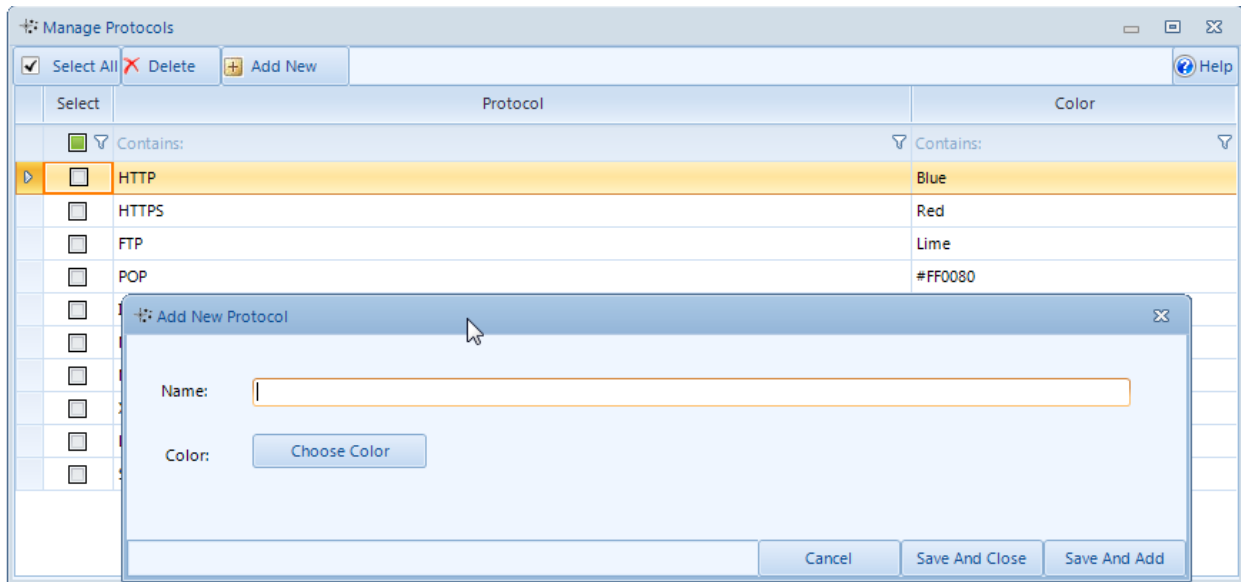 Manage Protocols
Select All Delete Add New Help
Select Protocol Color
Contains: Contains:
HTTP Blue
HTTPS Red
FTP Lime
POP #FF0080
Add New Protocol
Name:
Color: Choose Color
Cancel Save And Close Save And Add